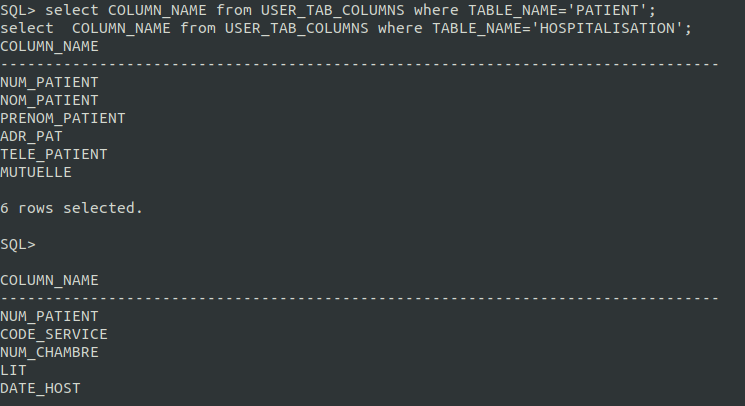 SQL> select COLUMN_NAME from USER_TAB_COLUMNS where TABLE_NAME='PATIENT';
select  COLUMN_NAME from USER_TAB_COLUMNS where TABLE_NAME='HOSPITALISATION';
COLUMN_NAME
--------------------------------------------------------------------------------
NUM_PATIENT
NOM_PATIENT
PRENOM_PATIENT
ADR_PAT
TELE_PATIENT
MUTUELLE
6 rows selected.
SQL>
COLUMN_NAME
--------------------------------------------------------------------------------
NUM_PATIENT
CODE_SERVICE
NUM_CHAMBRE
LIT
DATE_HOST